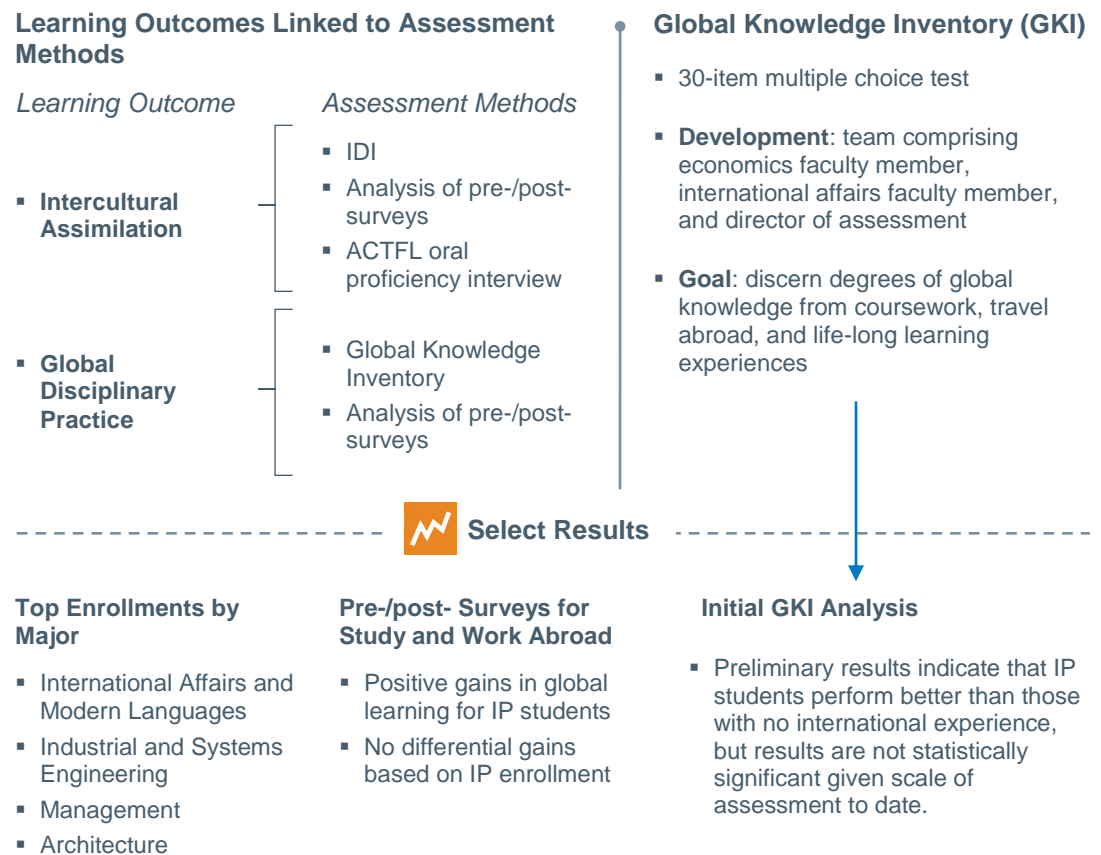 Learning Outcomes Linked to Assessment
Methods
Learning Outcome
Assessment Methods
▪ Intercultural
Assimilation
▪ IDI
▪ Analysis of pre-/post-
surveys
▪ ACTFL oral
proficiency interview
▪ Global
Disciplinary
Practice
▪ Global Knowledge
Inventory
▪ Analysis of pre-/post-
surveys
Global Knowledge Inventory (GKI)
▪ 30-item multiple choice test
▪ Development: team comprising
economics faculty member,
international affairs faculty member,
and director of assessment
▪ Goal: discern degrees of global
knowledge from coursework, travel
abroad, and life-long learning
experiences
Select Results
Top Enrollments by
Major
▪ International Affairs and
Modern Languages
▪ Industrial and Systems
Engineering
▪ Management
▪ Architecture
Pre-/post- Surveys for
Study and Work Abroad
▪ Positive gains in global
learning for IP students
▪ No differential gains
based on IP enrollment
Initial GKI Analysis
▪ Preliminary results indicate that IP
students perform better than those
with no international experience,
but results are not statistically
significant given scale of
assessment to date.